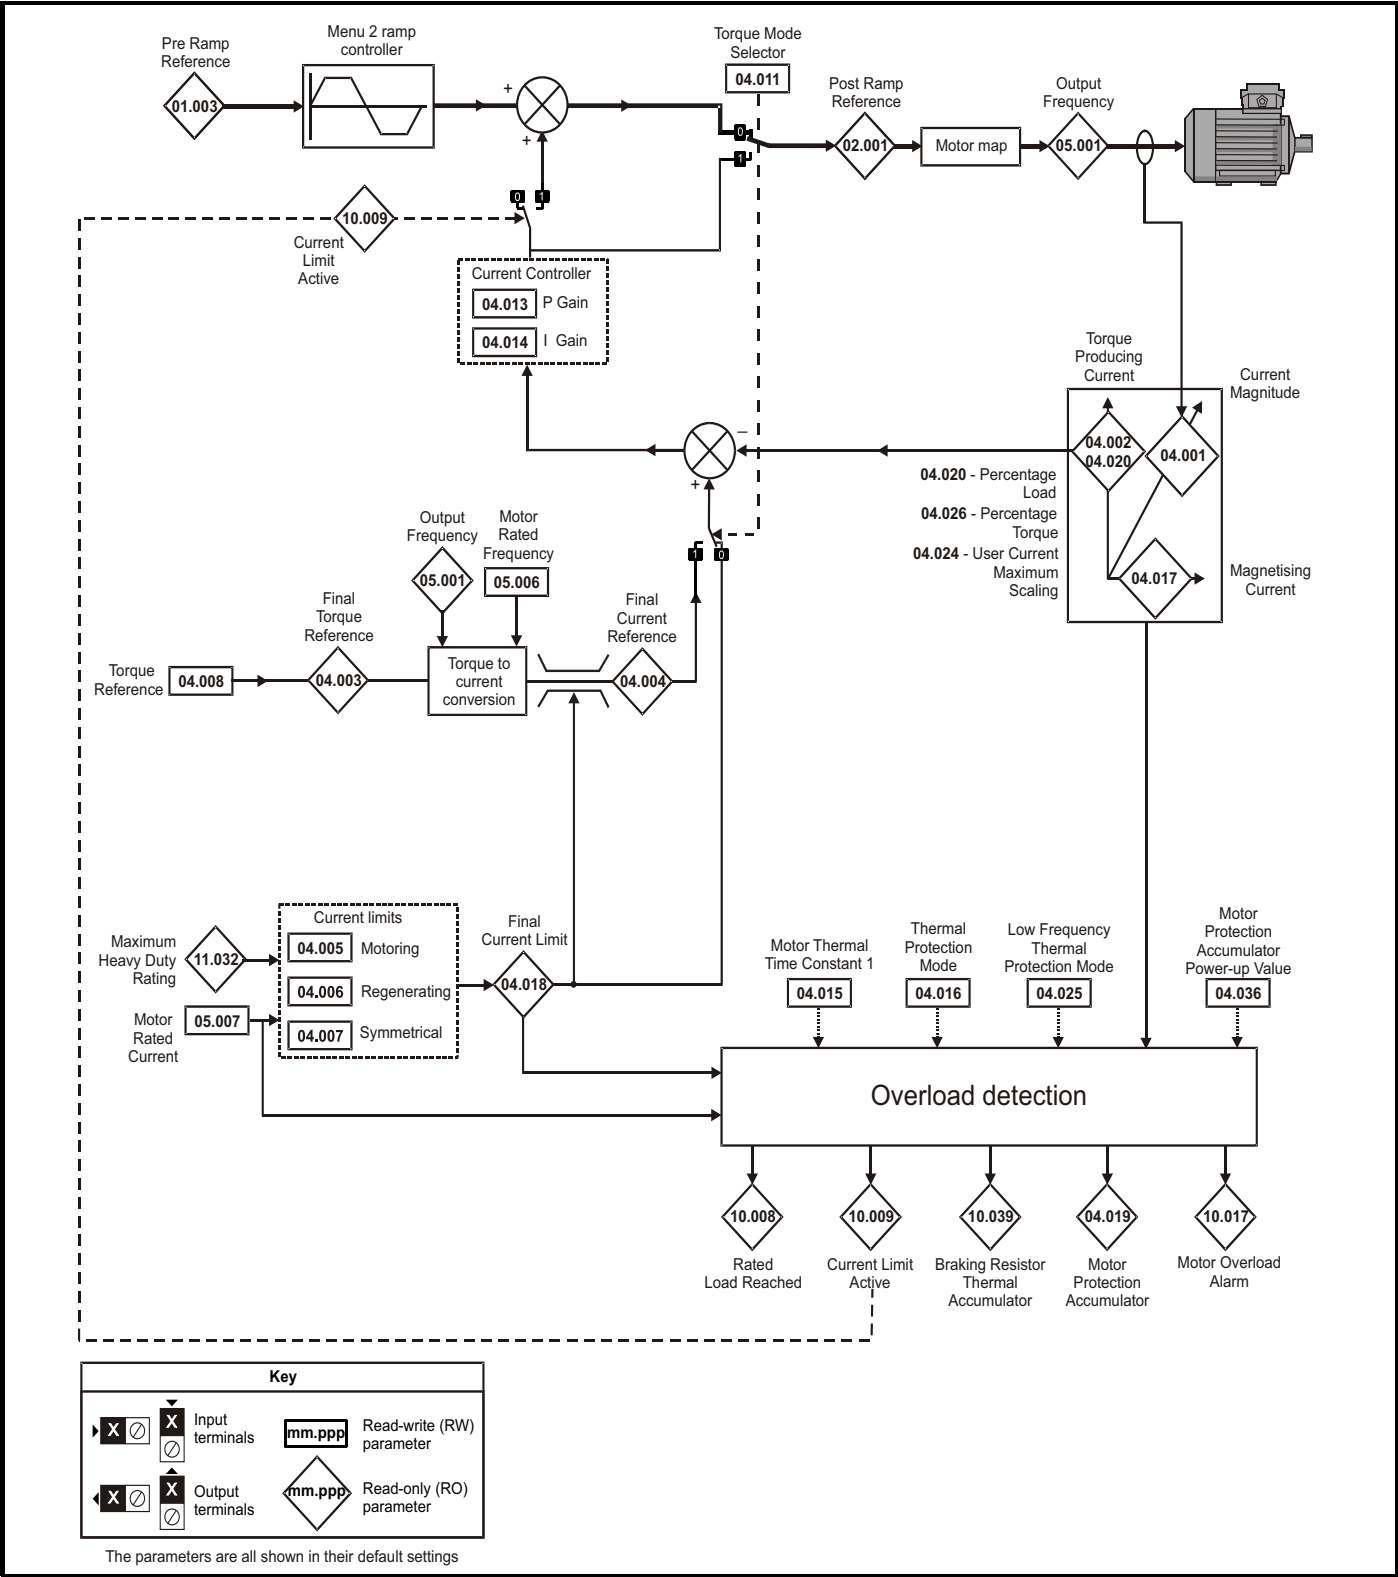 Pre Ramp
Reference
01.003
Menu 2 ramp
controller
+
+
Torque Mode
Selector
04.011
0
1
Post Ramp
Reference
02.001
Motor map
Output
Frequency
05.001
0
1
10.009
Current
Limit
Active
Current Controller
04.013 P Gain
04.014 I Gain
Torque
Producing
Current
Current
Magnitude
04.002
04.020
04.001
04.017
Magnetising
Current
–
+
04.020 - Percentage
Load
04.026 - Percentage
Torque
04.024 - User Current
Maximum
Scaling
1
0
Output
Frequency
05.001
Motor
Rated
Frequency
05.006
Final
Torque
Reference
04.003
Final
Current
Reference
04.004
Torque
Reference
04.008
Torque to
current
conversion
Maximum
Heavy Duty
Rating
11.032
Motor
Rated
Current
05.007
Current limits
04.005 Motoring
04.006 Regenerating
04.007 Symmetrical
Final
Current Limit
04.018
Motor Thermal
Time Constant 1
04.015
Thermal
Protection
Mode
04.016
Low Frequency
Thermal
Protection Mode
04.025
Motor
Protection
Accumulator
Power-up Value
04.036
Overload detection
10.008
Rated
Load Reached
10.009
Current Limit
Active
10.039
Braking Resistor
Thermal
Accumulator
04.019
Motor
Protection
Accumulator
10.017
Motor Overload
Alarm
Key
X
X
Input
terminals
mm.ppp
Read-write (RW)
parameter
X
X
Output
terminals
mm.ppp
Read-only (RO)
parameter
The parameters are all shown in their default settings